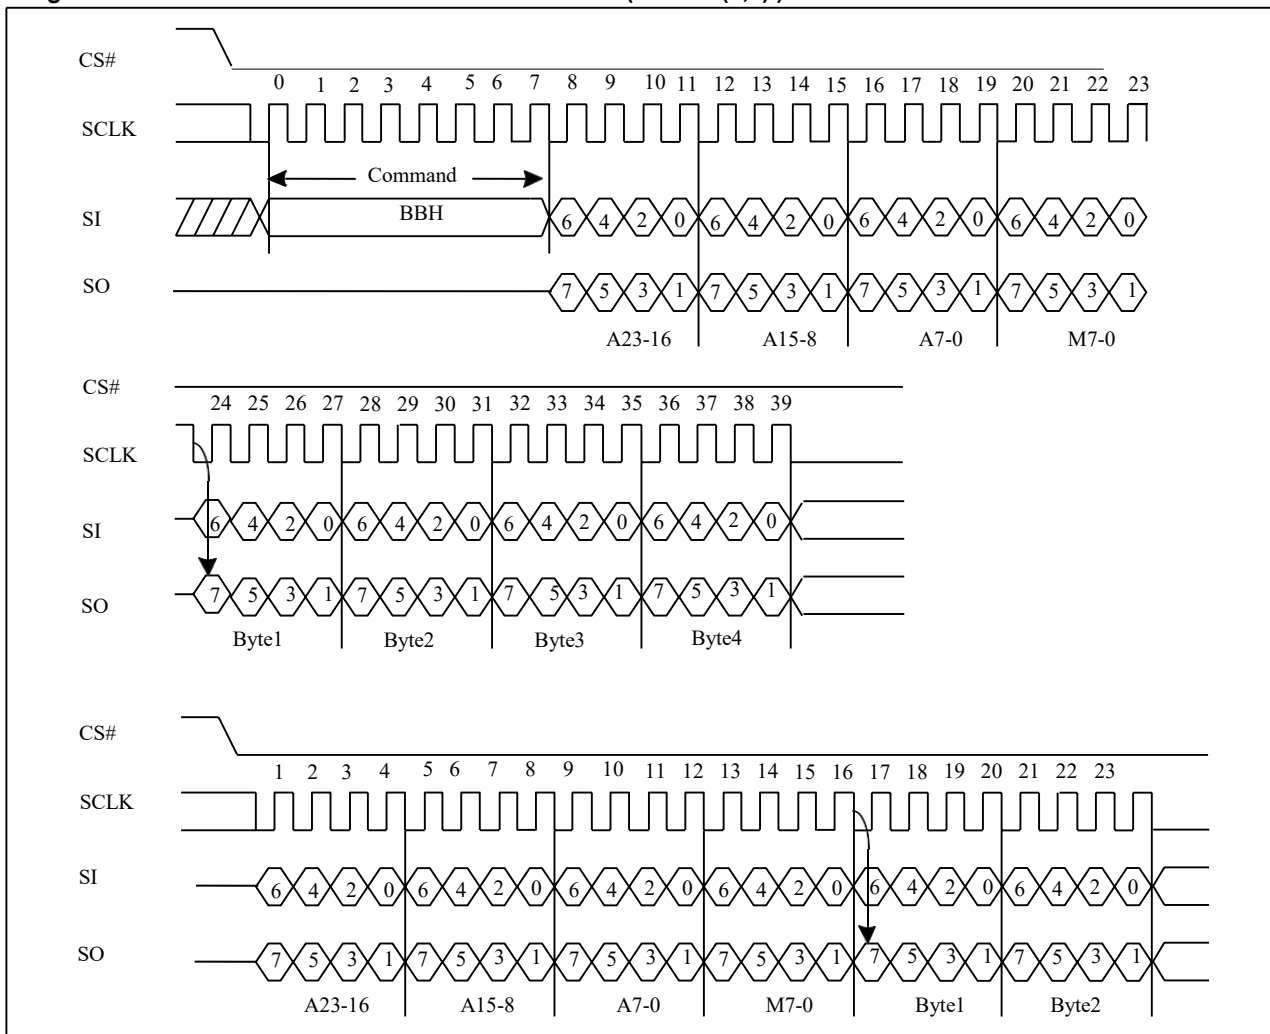 CS#
0 1 2 3 4 5 6 7 8 9 10 11 12 13 14 15 16 17 18 19 20 21 22 23
SCLK
Command
SI BBH 6 4 2 0 6 4 2 0 6 4 2 0 6 4 2 0
SO 7 5 3 1 7 5 3 1 7 5 3 1 7 5 3 1
A23-16 A15-8 A7-0 M7-0
CS#
24 25 26 27 28 29 30 31 32 33 34 35 36 37 38 39
SCLK
SI 6 4 2 0 6 4 2 0 6 4 2 0 6 4 2 0
SO 7 5 3 1 7 5 3 1 7 5 3 1 7 5 3 1
Byte1 Byte2 Byte3 Byte4
CS#
1 2 3 4 5 6 7 8 9 10 11 12 13 14 15 16 17 18 19 20 21 22 23
SCLK
SI 6 4 2 0 6 4 2 0 6 4 2 0 6 4 2 0 6 4 2 0 6 4 2 0
SO 7 5 3 1 7 5 3 1 7 5 3 1 7 5 3 1 7 5 3 1 7 5 3 1
A23-16 A15-8 A7-0 M7-0 Byte1 Byte2